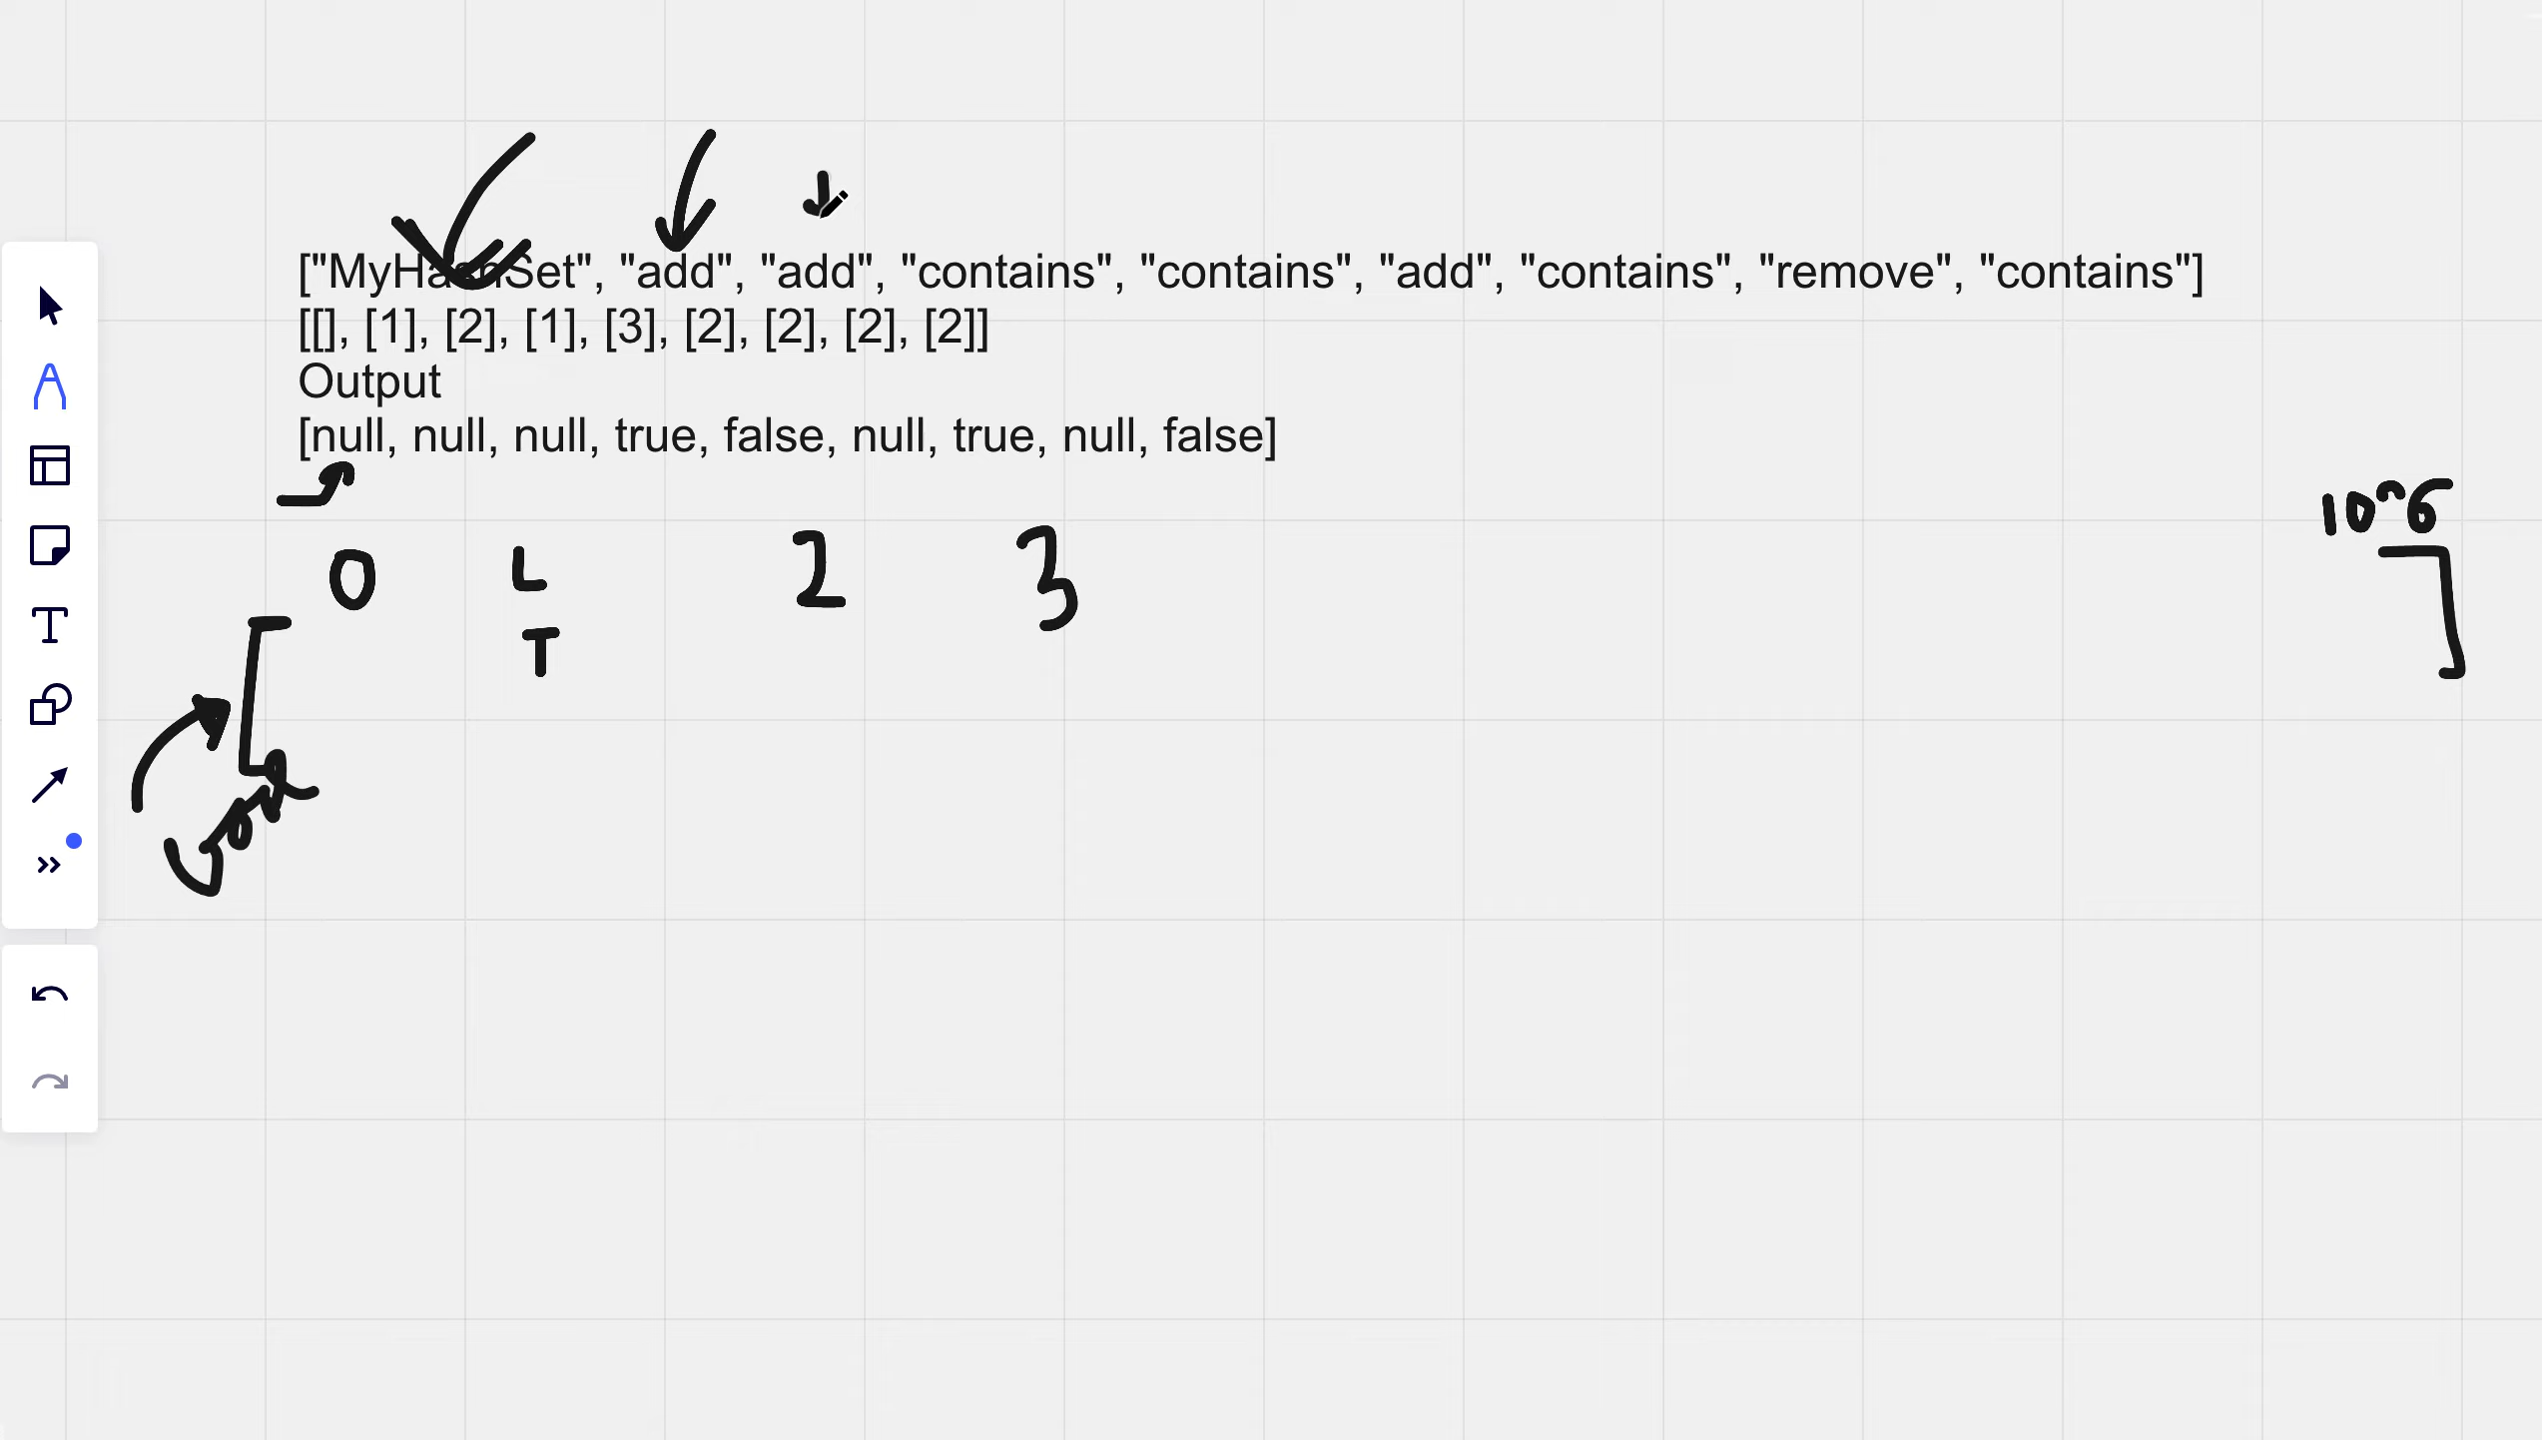 ["MyHashSet", "add", "add", "contains", "contains", "add", "contains", "remove", "contains"]
[[], [1], [2], [1], [3], [2], [2], [2], [2]]
Output
[null, null, null, true, false, null, true, null, false]
10^6
0 1 2 3
T